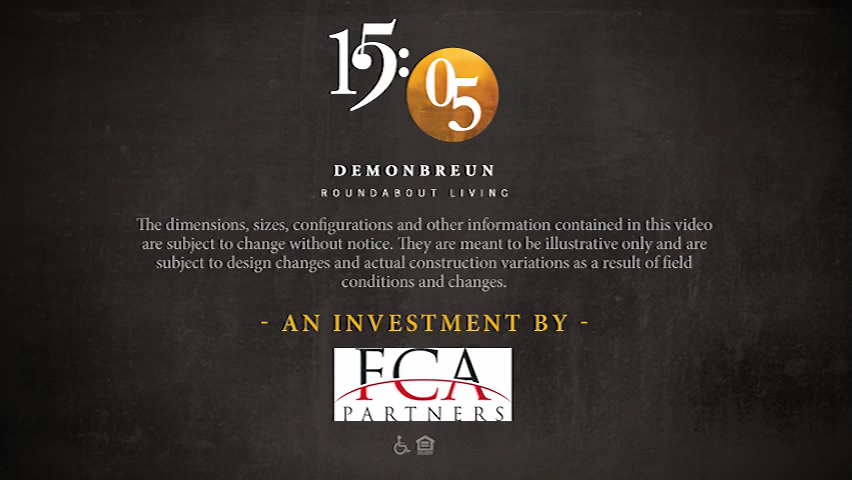 15:05
DEMONBREUN
ROUNDABOUT LIVING
The dimensions, sizes, configurations and other information contained in this video
are subject to change without notice. They are meant to be illustrative only and are
subject to design changes and actual construction variations as a result of field
conditions and changes.
- AN INVESTMENT BY -
FCA
PARTNERS